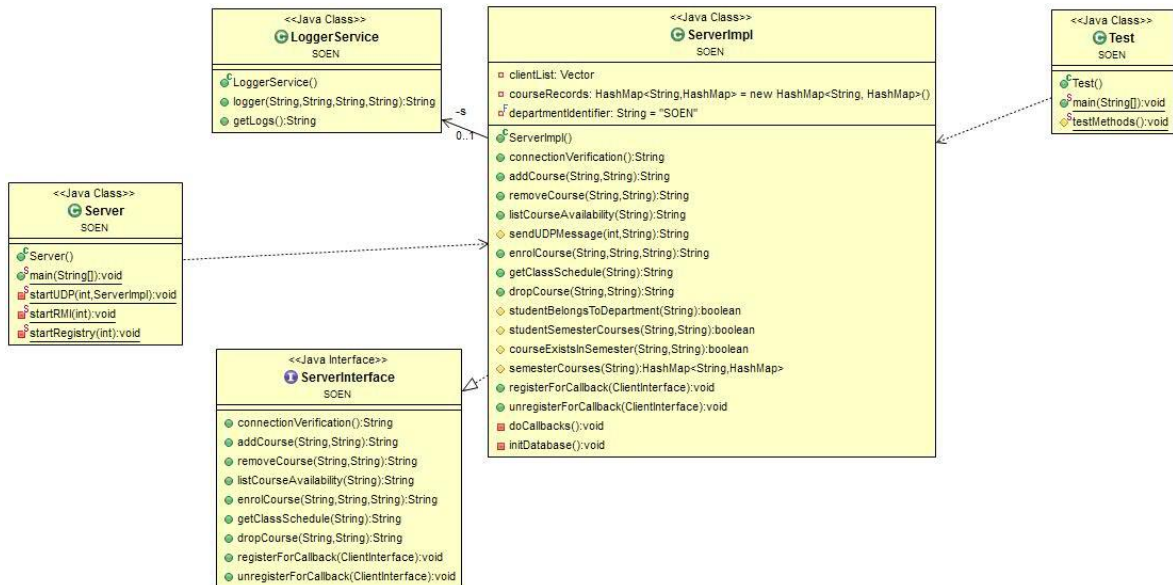 <<Java Class>>
LoggerService
SOEN
LoggerService()
logger(String,String,String,String):String
getLogs():String
-s
0..1
<<Java Class>>
ServerImpl
SOEN
clientList: Vector
courseRecords: HashMap<String,HashMap> = new HashMap<String, HashMap>()
departmentIdentifier: String = "SOEN"
ServerImpl()
connectionVerification():String
addCourse(String,String):String
removeCourse(String,String):String
listCourseAvailability(String):String
sendUDPMessage(int,String):String
enrolCourse(String,String,String):String
getClassSchedule(String):String
dropCourse(String,String):String
studentBelongsToDepartment(String):boolean
studentSemesterCourses(String,String):boolean
courseExistsInSemester(String,String):boolean
semesterCourses(String):HashMap<String,HashMap>
registerForCallback(ClientInterface):void
unregisterForCallback(ClientInterface):void
doCallbacks():void
initDatabase():void
<<Java Class>>
Test
SOEN
Test()
main(String[]):void
testMethods():void
<<Java Class>>
Server
SOEN
Server()
main(String[]):void
startUDP(int,ServerImpl):void
startRMI(int):void
startRegistry(int):void
<<Java Interface>>
ServerInterface
SOEN
connectionVerification():String
addCourse(String,String):String
removeCourse(String,String):String
listCourseAvailability(String):String
enrolCourse(String,String,String):String
getClassSchedule(String):String
dropCourse(String,String):String
registerForCallback(ClientInterface):void
unregisterForCallback(ClientInterface):void